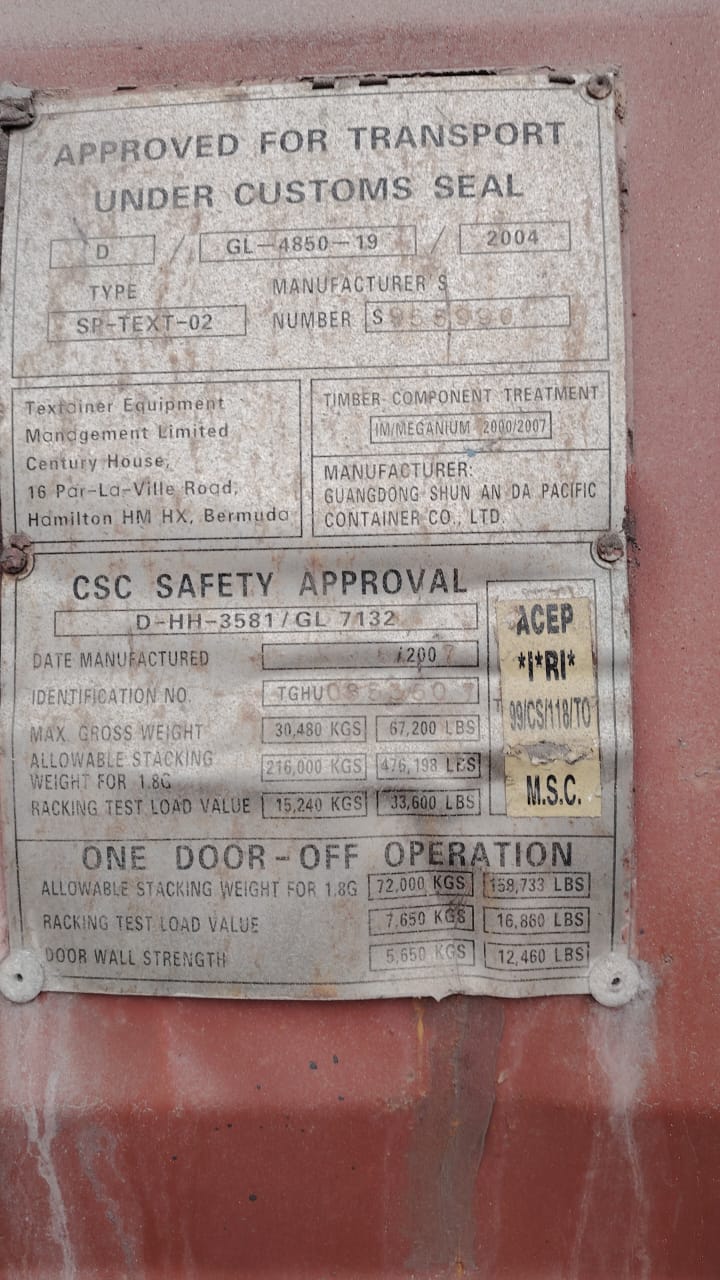 APPROVED FOR TRANSPORT
UNDER CUSTOMS SEAL
D / GL-4850-19 / 2004
TYPE
SP-TEXT-02
MANUFACTURER'S
NUMBER S
Textainer Equipment
Management Limited
Century House,
16 Par-La-Ville Road,
Hamilton HM HX, Bermuda
TIMBER COMPONENT TREATMENT
IM/MEGANIUM 2000/2007
MANUFACTURER:
GUANGDONG SHUN AN DA PACIFIC
CONTAINER CO., LTD.
CSC SAFETY APPROVAL
D-HH-3581/GL 7132
DATE MANUFACTURED /2007
IDENTIFICATION NO. TGHU
MAX. GROSS WEIGHT 30,480 KGS 67,200 LBS
ALLOWABLE STACKING
WEIGHT FOR 1.8G 216,000 KGS 476,198 LBS
RACKING TEST LOAD VALUE 15,240 KGS 33,600 LBS
ACEP
*I*RI*
99/CS/118/TO
M.S.C.
ONE DOOR-OFF OPERATION
ALLOWABLE STACKING WEIGHT FOR 1.8G 72,000 KGS 158,733 LBS
RACKING TEST LOAD VALUE 7,650 KGS 16,860 LBS
DOOR WALL STRENGTH 5,650 KGS 12,460 LBS